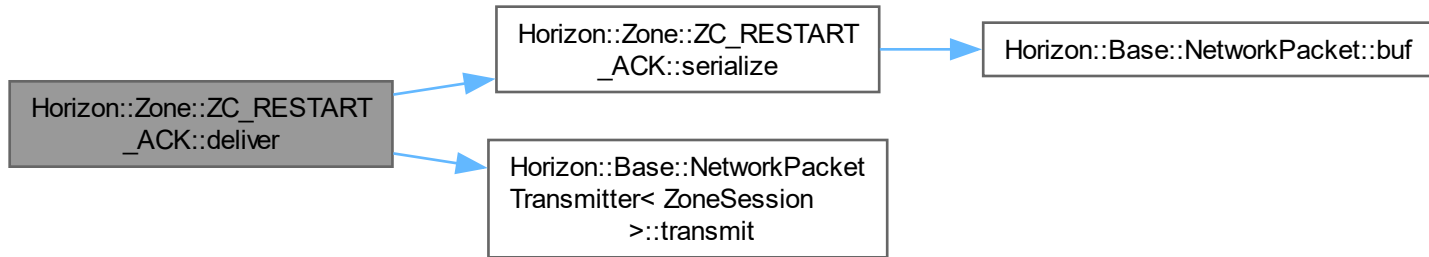 Horizon::Zone::ZC_RESTART
_ACK::deliver
Horizon::Zone::ZC_RESTART
_ACK::serialize
Horizon::Base::NetworkPacket::buf
Horizon::Base::NetworkPacket
Transmitter< ZoneSession
>::transmit